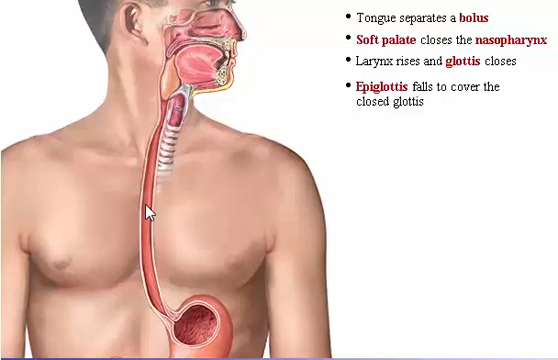 • Tongue separates a bolus
• Soft palate closes the nasopharynx
• Larynx rises and glottis closes
• Epiglottis falls to cover the
closed glottis